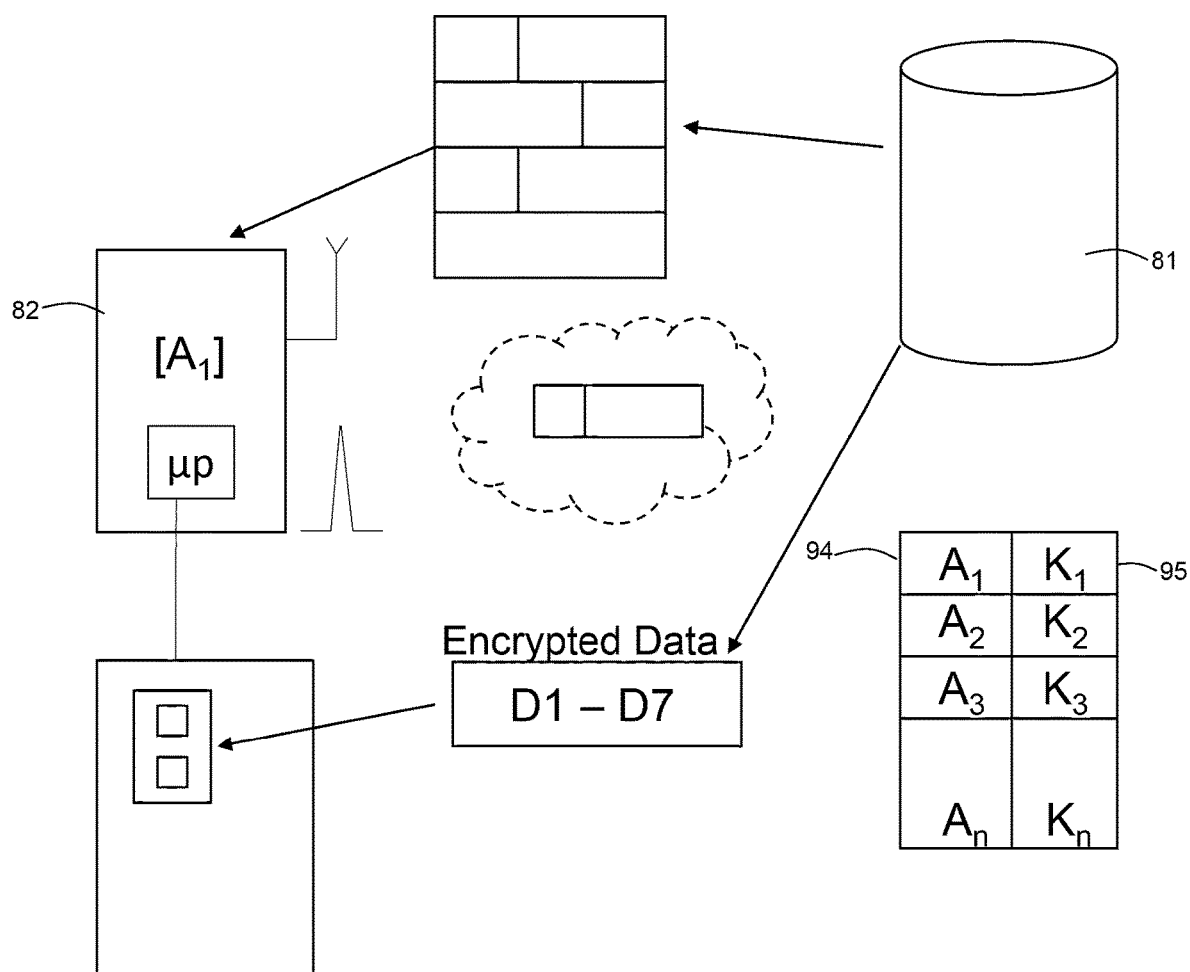 81
82
[A₁]
µp
94
A₁ K₁
95
A₂ K₂
A₃ K₃
Aₙ Kₙ
Encrypted Data
D1 – D7